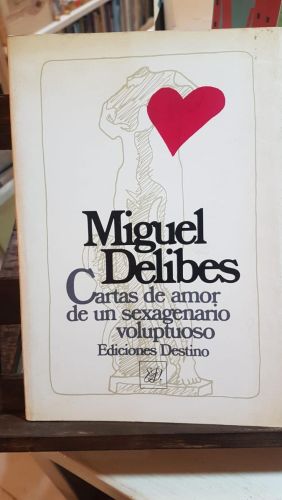 Miguel
Delibes
Cartas de amor
de un sexagenario
voluptuoso
Ediciones Destino